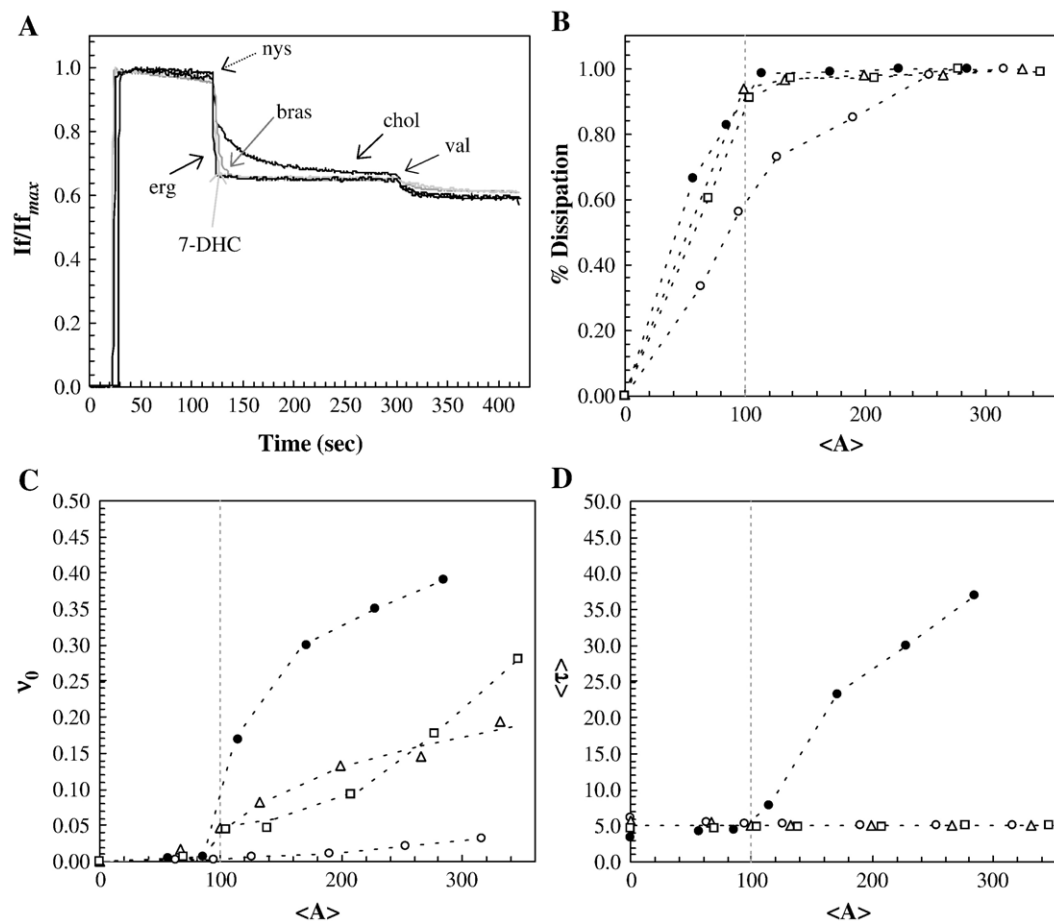 A
nys
bras
chol
val
erg
7-DHC
If/If_max
1.0
0.8
0.6
0.4
0.2
0.0
0 50 100 150 200 250 300 350 400
Time (sec)
B
% Dissipation
1.00
0.80
0.60
0.40
0.20
0.00
0 100 200 300
<A>
C
ν0
0.50
0.45
0.40
0.35
0.30
0.25
0.20
0.15
0.10
0.05
0.00
0 100 200 300
<A>
D
<τ>
50.0
45.0
40.0
35.0
30.0
25.0
20.0
15.0
10.0
5.0
0.0
0 100 200 300
<A>